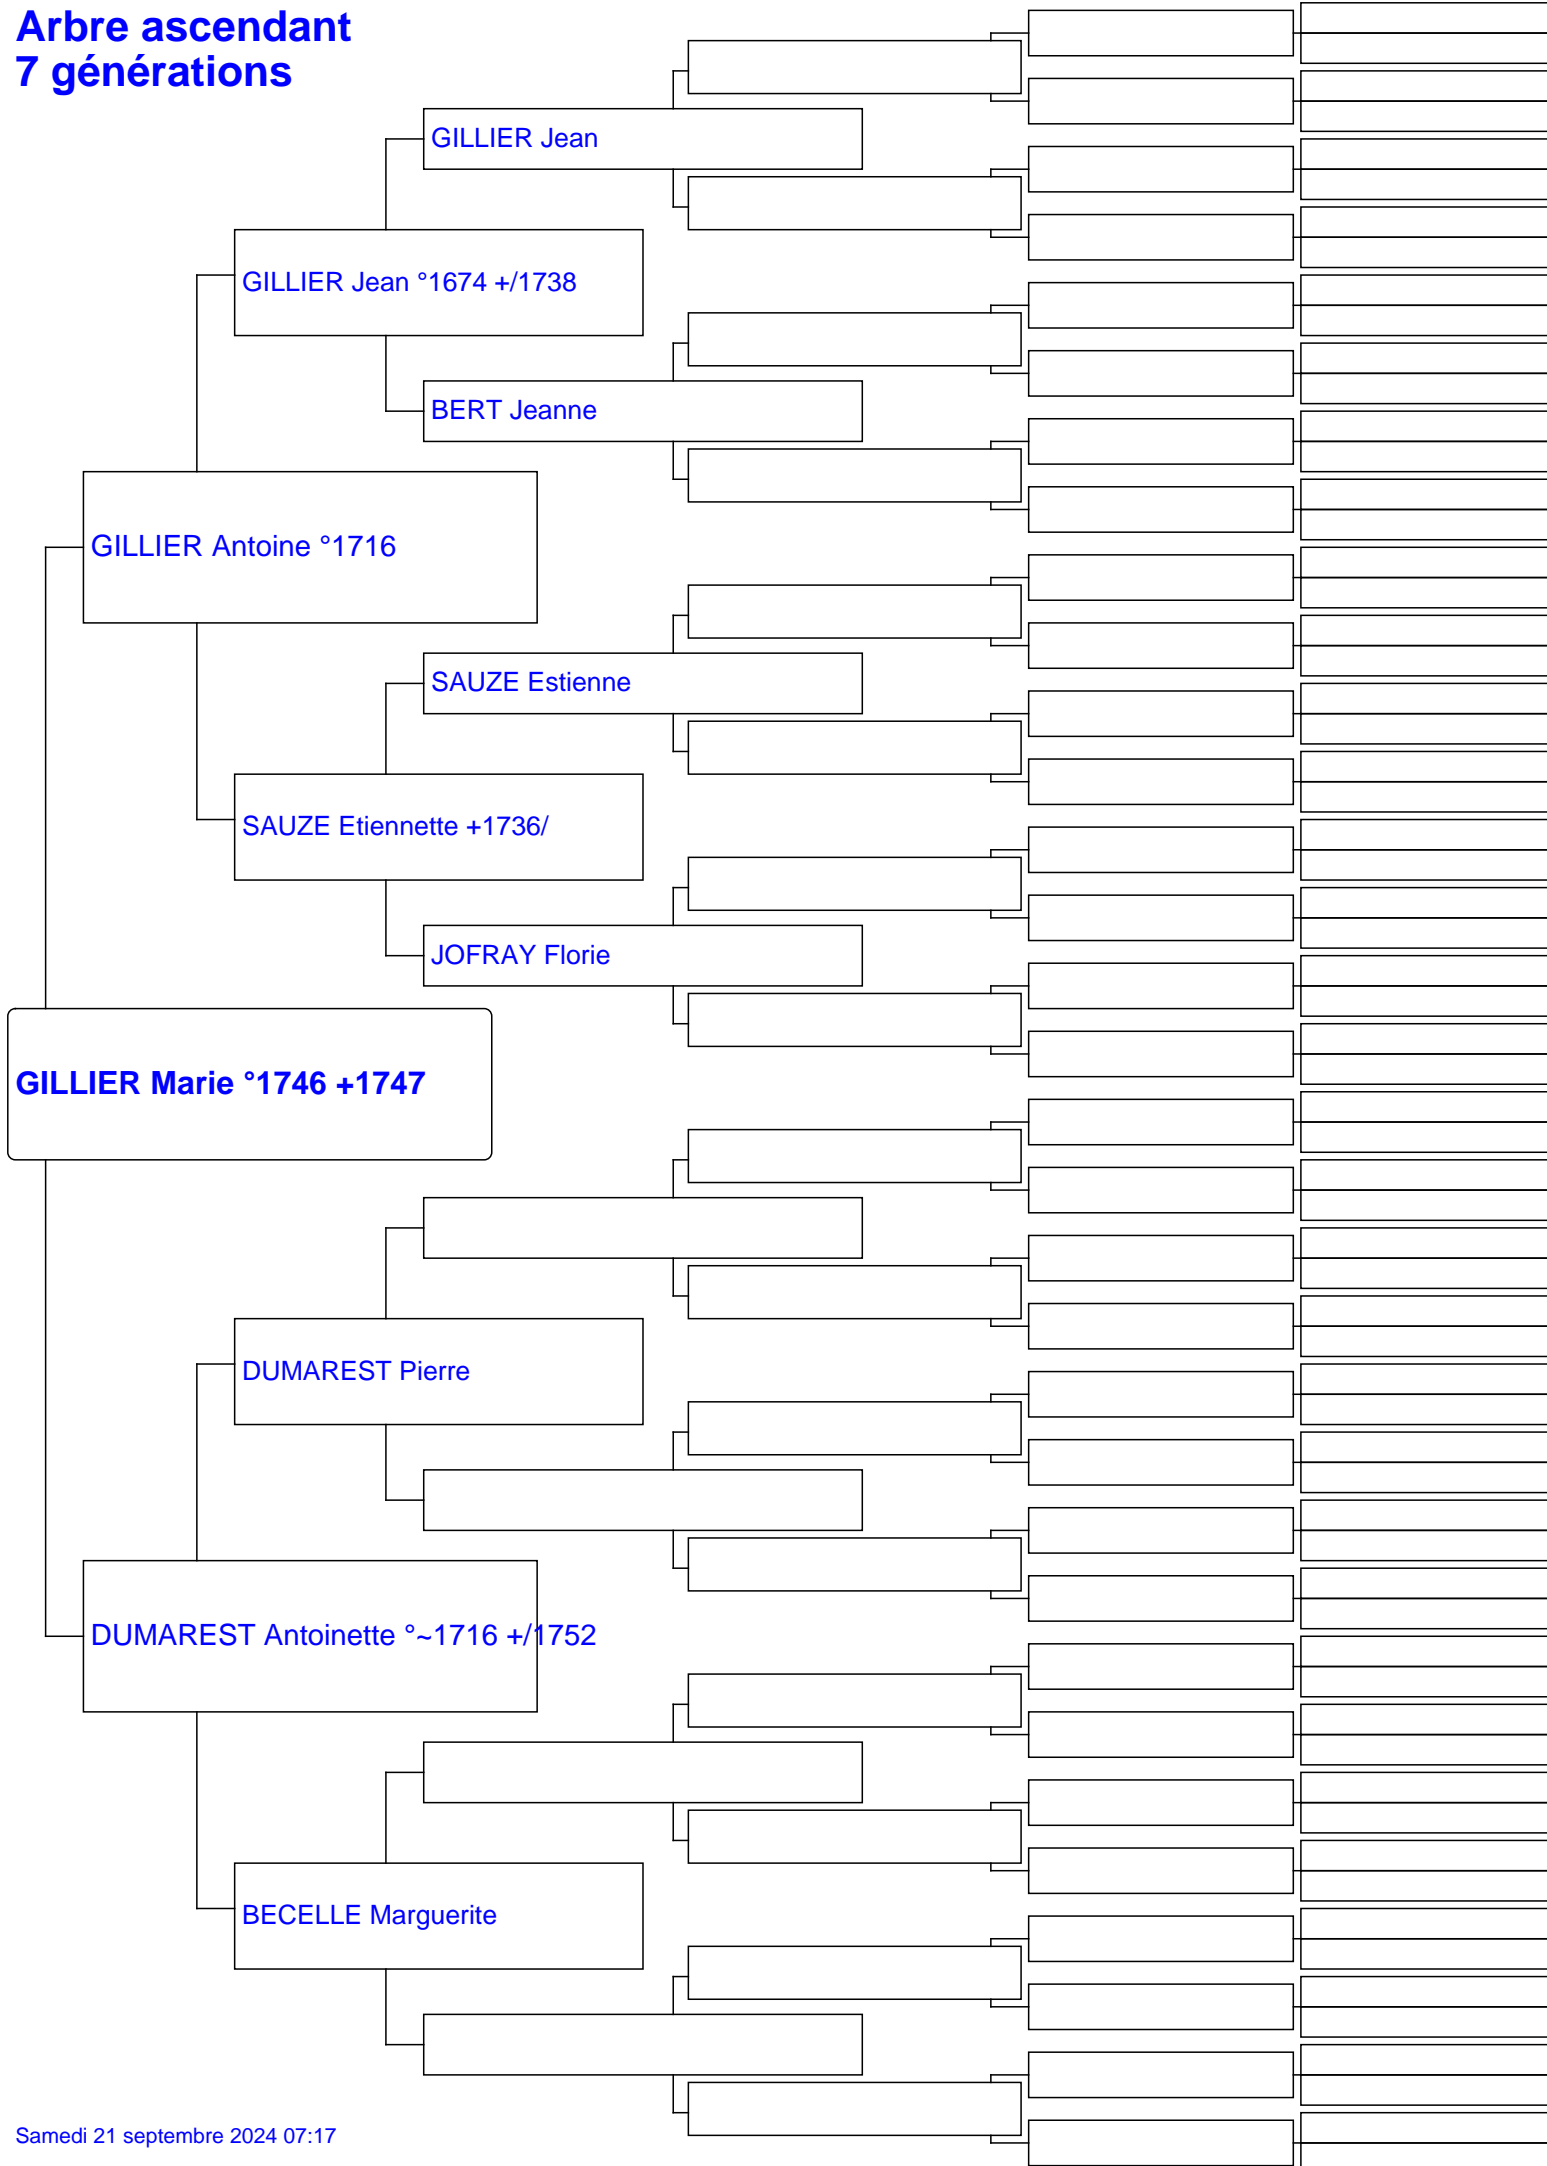 Arbre ascendant
7 générations
GILLIER Jean
GILLIER Jean °1674 +/1738
BERT Jeanne
GILLIER Antoine °1716
SAUZE Estienne
SAUZE Etiennette +1736/
JOFRAY Florie
GILLIER Marie °1746 +1747
DUMAREST Pierre
DUMAREST Antoinette °~1716 +/1752
BECELLE Marguerite
Samedi 21 septembre 2024 07:17